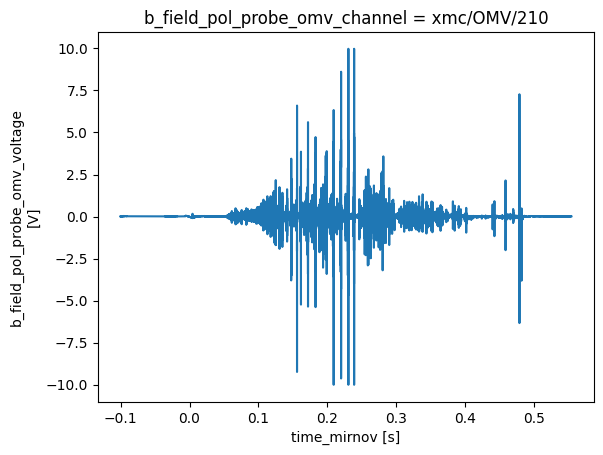 b_field_pol_probe_omv_channel = xmc/OMV/210
10.0
7.5
5.0
2.5
0.0
−2.5
−5.0
−7.5
−10.0
b_field_pol_probe_omv_voltage
[V]
−0.1 0.0 0.1 0.2 0.3 0.4 0.5
time_mirnov [s]